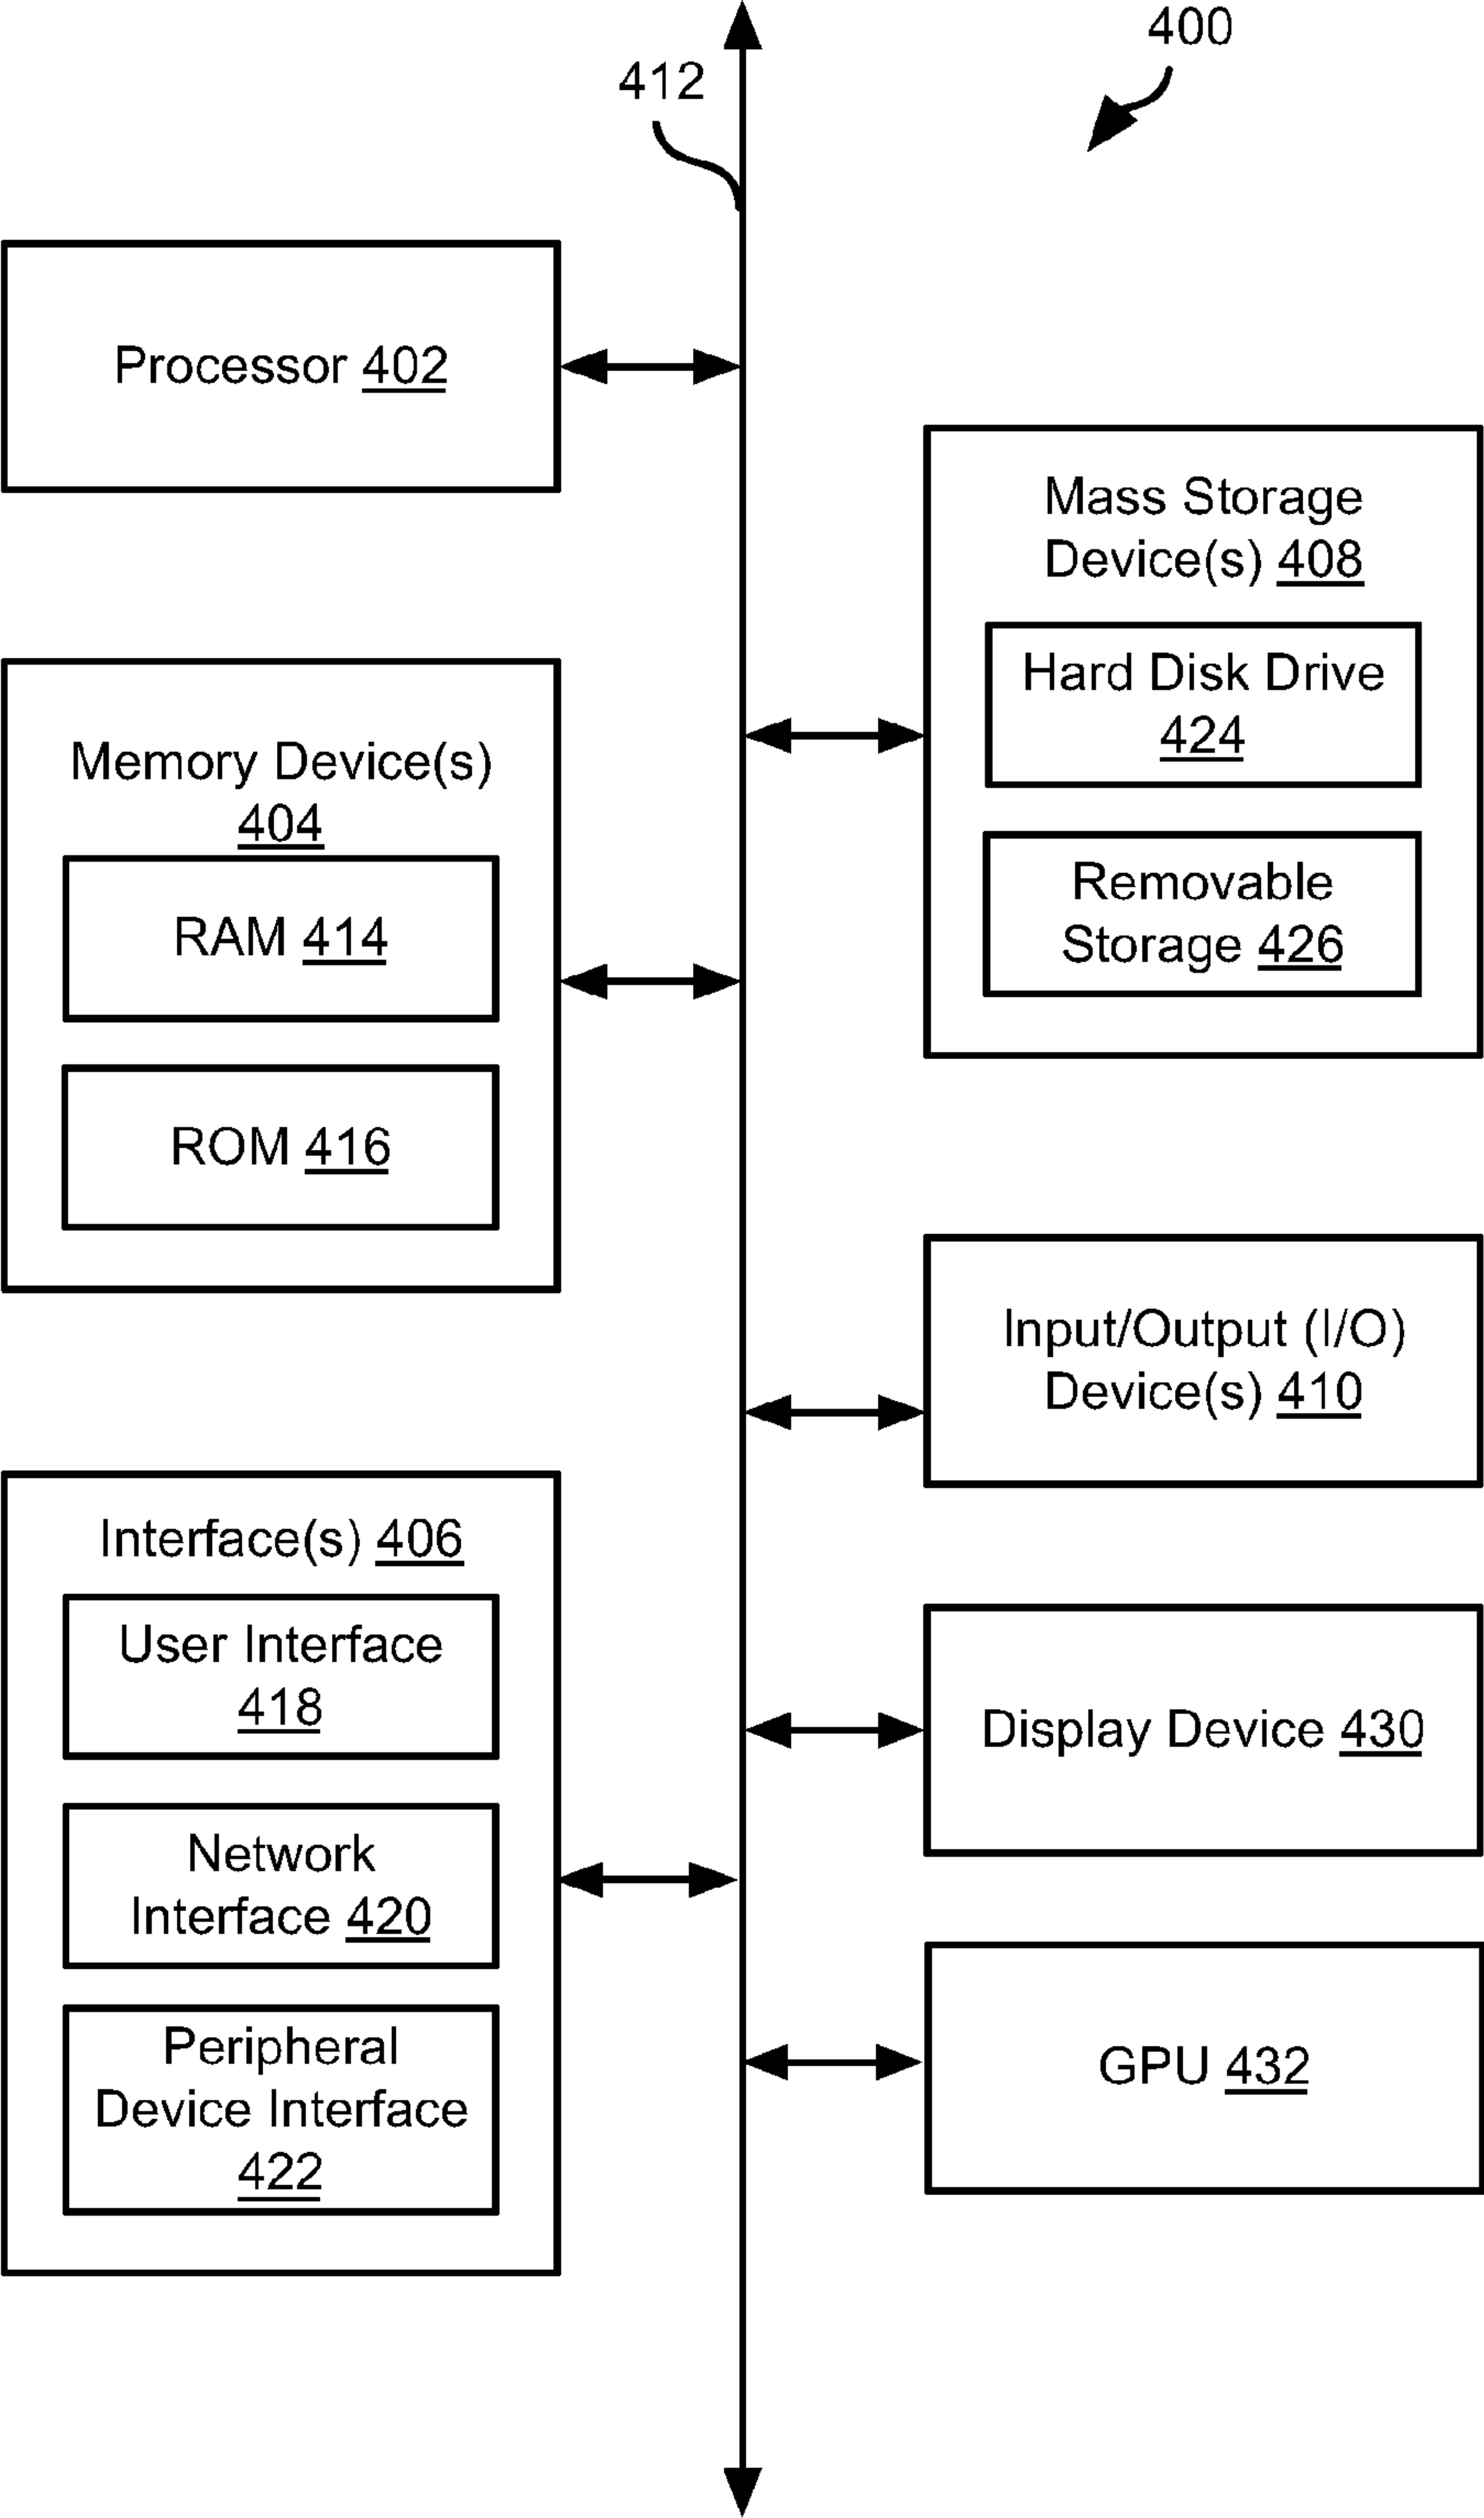 400
412
Processor 402
Mass Storage
Device(s) 408
Hard Disk Drive
424
Removable
Storage 426
Memory Device(s)
404
RAM 414
ROM 416
Input/Output (I/O)
Device(s) 410
Interface(s) 406
User Interface
418
Network
Interface 420
Peripheral
Device Interface
422
Display Device 430
GPU 432